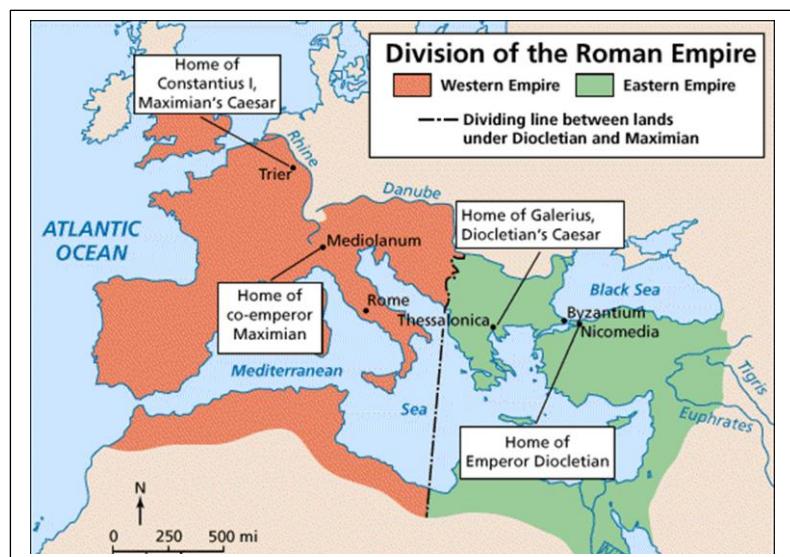 Division of the Roman Empire
Western Empire
Eastern Empire
Dividing line between lands
under Diocletian and Maximian
Home of
Constantius I,
Maximian's Caesar
Rhine
Trier
Danube
Home of Galerius,
Diocletian's Caesar
ATLANTIC
OCEAN
Mediolanum
Black Sea
Home of
co-emperor
Maximian
Rome
Thessalonica
Byzantium
Nicomedia
Mediterranean
Sea
Tigris
Euphrates
Home of
Emperor Diocletian
N
0 250 500 mi